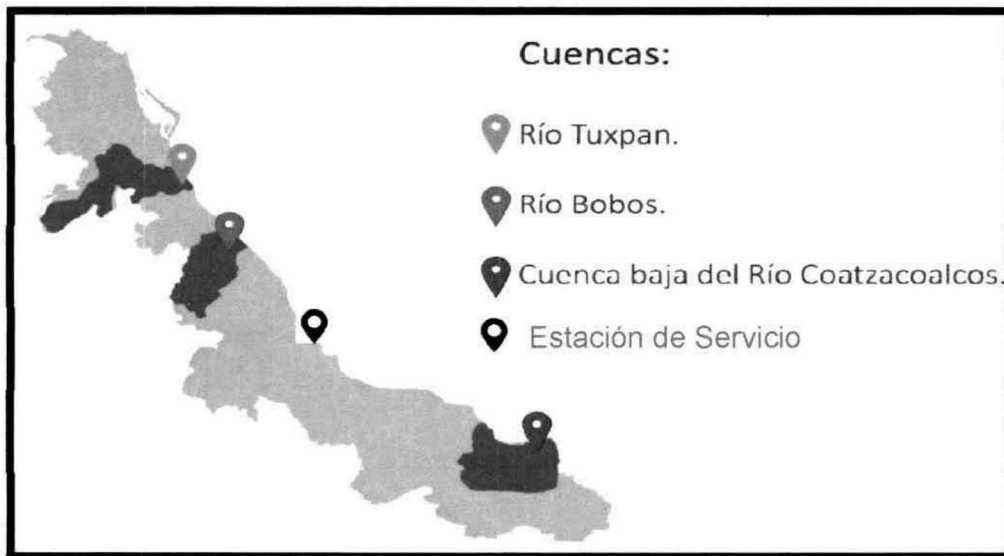 Cuencas:
Río Tuxpan.
Río Bobos.
Cuenca baja del Río Coatzacoalcos.
Estación de Servicio